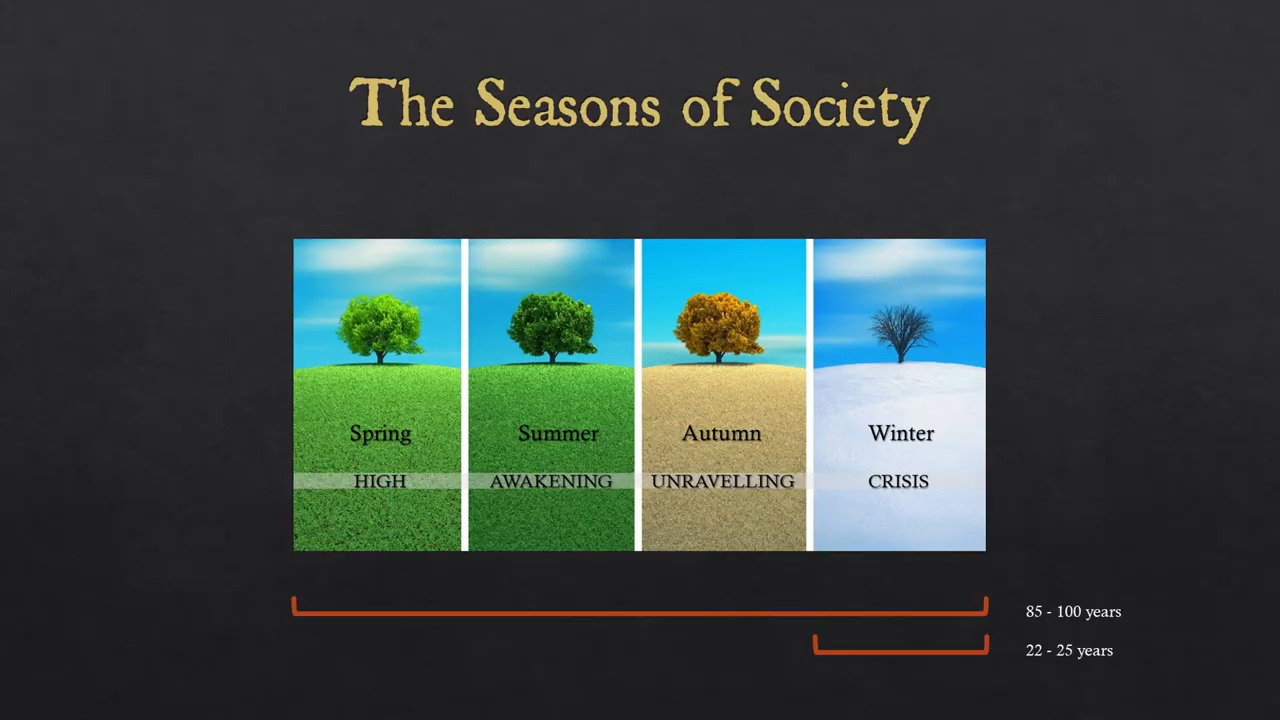 The Seasons of Society
Spring
Summer
Autumn
Winter
HIGH
AWAKENING
UNRAVELLING
CRISIS
85 - 100 years
22 - 25 years